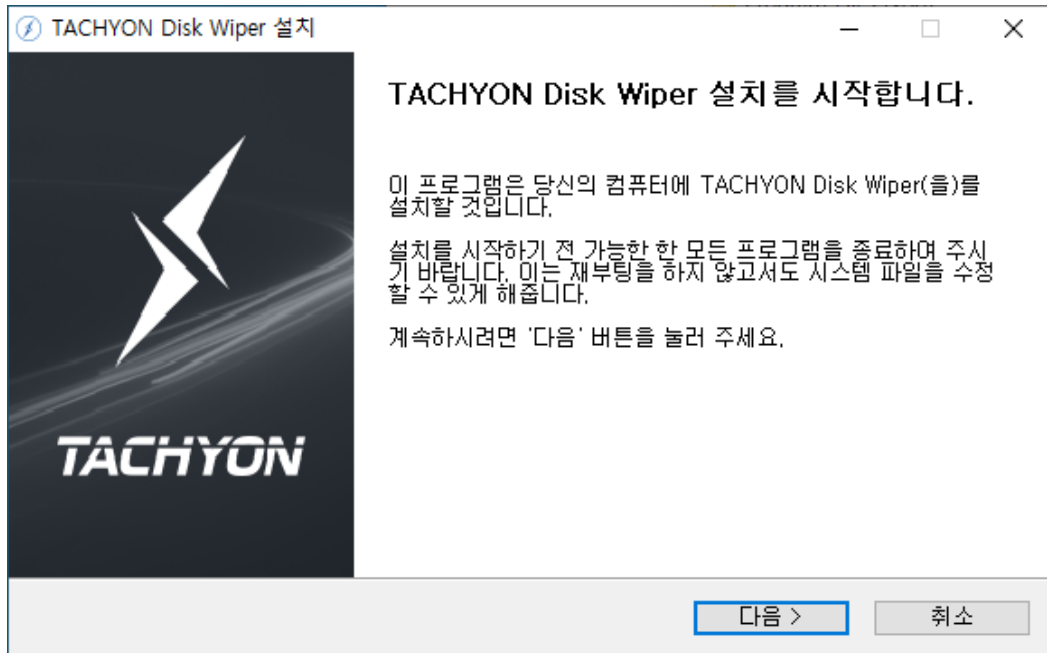 TACHYON Disk Wiper 설치
TACHYON Disk Wiper 설치를 시작합니다.
이 프로그램은 당신의 컴퓨터에 TACHYON Disk Wiper(을)를
설치할 것입니다.
설치를 시작하기 전 가능한 한 모든 프로그램을 종료하며 주시
기 바랍니다. 이는 재부팅을 하지 않고서도 시스템 파일을 수정
할 수 있게 해줍니다.
계속하시려면 '다음' 버튼을 눌러 주세요.
TACHYON
다음 >
취소